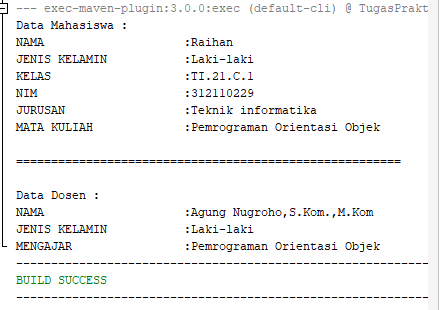 --- exec-maven-plugin:3.0.0:exec (default-cli) @ TugasPrakt
Data Mahasiswa :
NAMA :Raihan
JENIS KELAMIN :Laki-laki
KELAS :TI.21.C.1
NIM :312110229
JURUSAN :Teknik informatika
MATA KULIAH :Pemrograman Orientasi Objek
=======================================================
Data Dosen :
NAMA :Agung Nugroho,S.Kom.,M.Kom
JENIS KELAMIN :Laki-laki
MENGAJAR :Pemrograman Orientasi Objek
------------------------------------------------------------
BUILD SUCCESS
------------------------------------------------------------